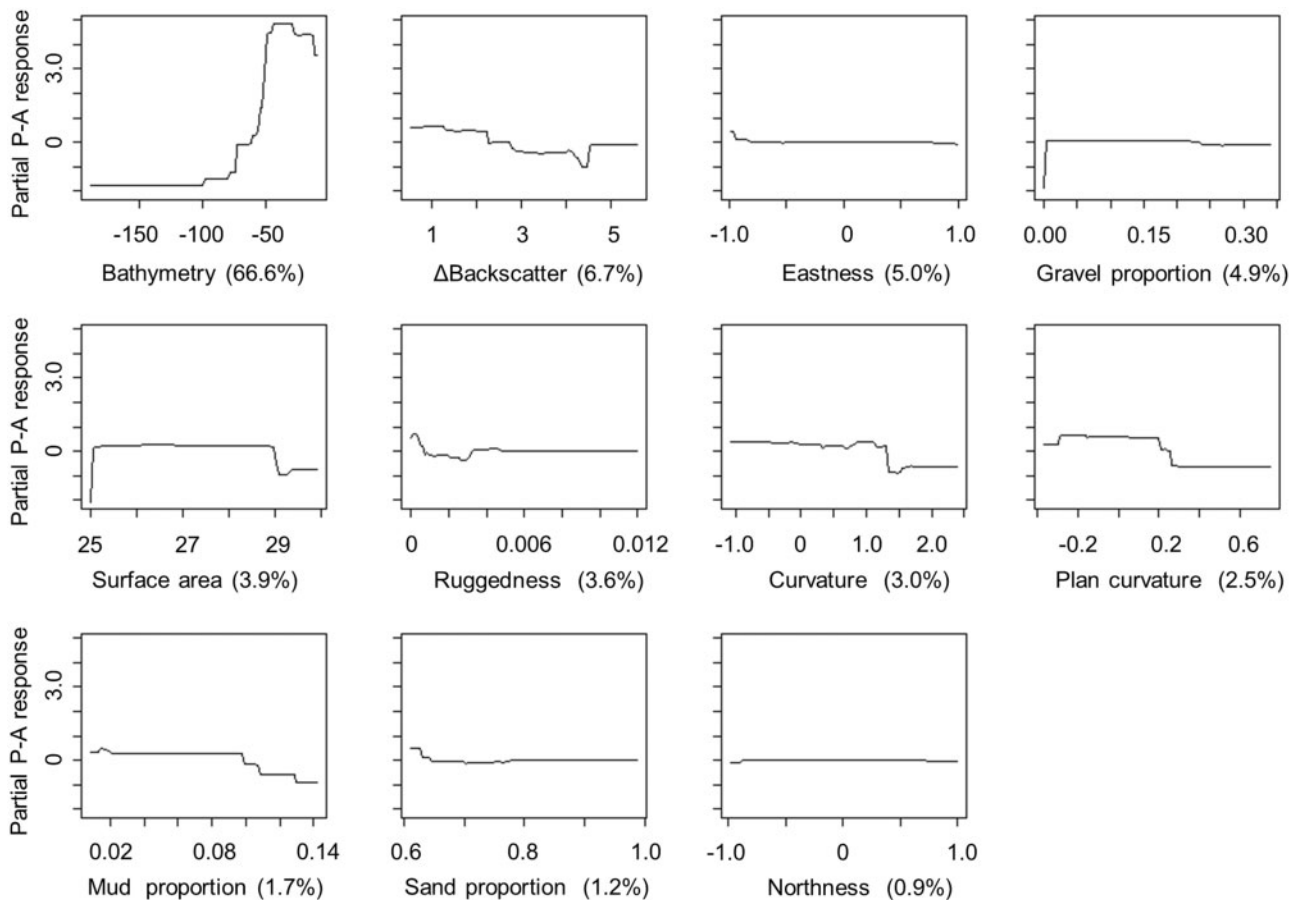 Partial P-A response
3.0
0
-150 -100 -50
Bathymetry (66.6%)
1 3 5
ΔBackscatter (6.7%)
-1.0 0 1.0
Eastness (5.0%)
0.00 0.15 0.30
Gravel proportion (4.9%)
Partial P-A response
3.0
0
25 27 29
Surface area (3.9%)
0 0.006 0.012
Ruggedness (3.6%)
-1.0 0 1.0 2.0
Curvature (3.0%)
-0.2 0.2 0.6
Plan curvature (2.5%)
Partial P-A response
3.0
0
0.02 0.08 0.14
Mud proportion (1.7%)
0.6 0.8 1.0
Sand proportion (1.2%)
-1.0 0 1.0
Northness (0.9%)